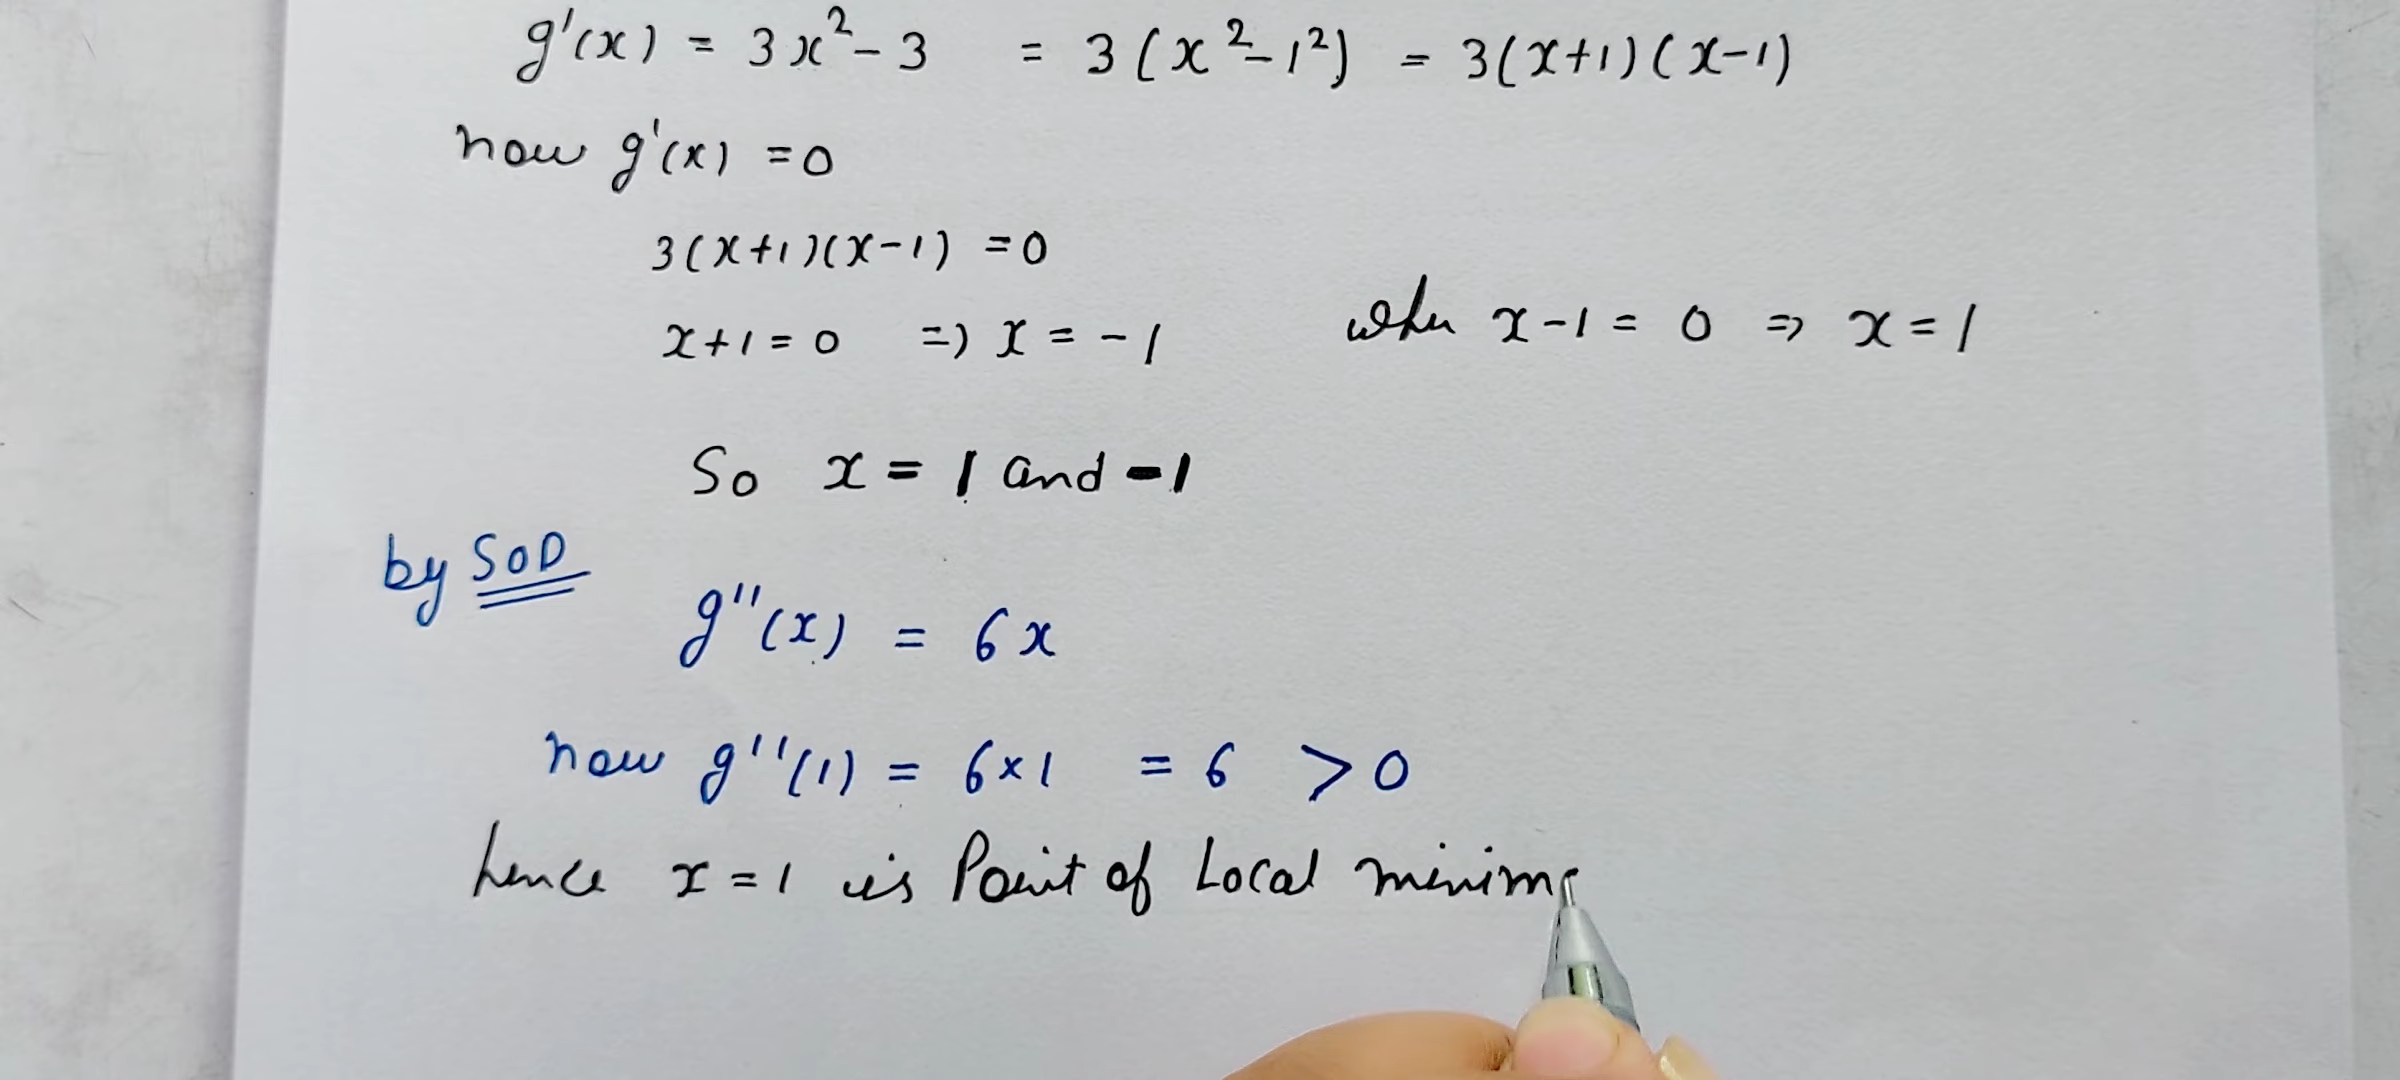 g'(x) = 3x² - 3 = 3(x² - 1²) = 3(x+1)(x-1)
now g'(x) = 0
3(x+1)(x-1) = 0
x+1 = 0 => x = -1 when x-1 = 0 => x = 1
So x = 1 and -1
by SOD
g''(x) = 6x
now g''(1) = 6×1 = 6 > 0
hence x = 1 is Point of Local minima